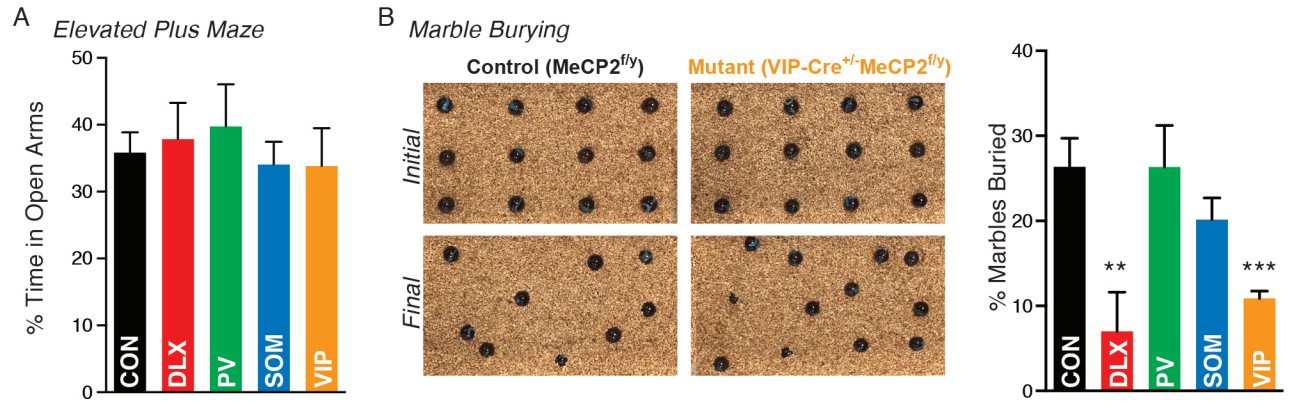 A Elevated Plus Maze
% Time in Open Arms
50
40
30
20
10
0
CON
DLX
PV
SOM
VIP
B Marble Burying
Control (MeCP2f/y)
Mutant (VIP-Cre+/-MeCP2f/y)
Initial
Final
% Marbles Buried
40
30
20
10
0
**
***
CON
DLX
PV
SOM
VIP